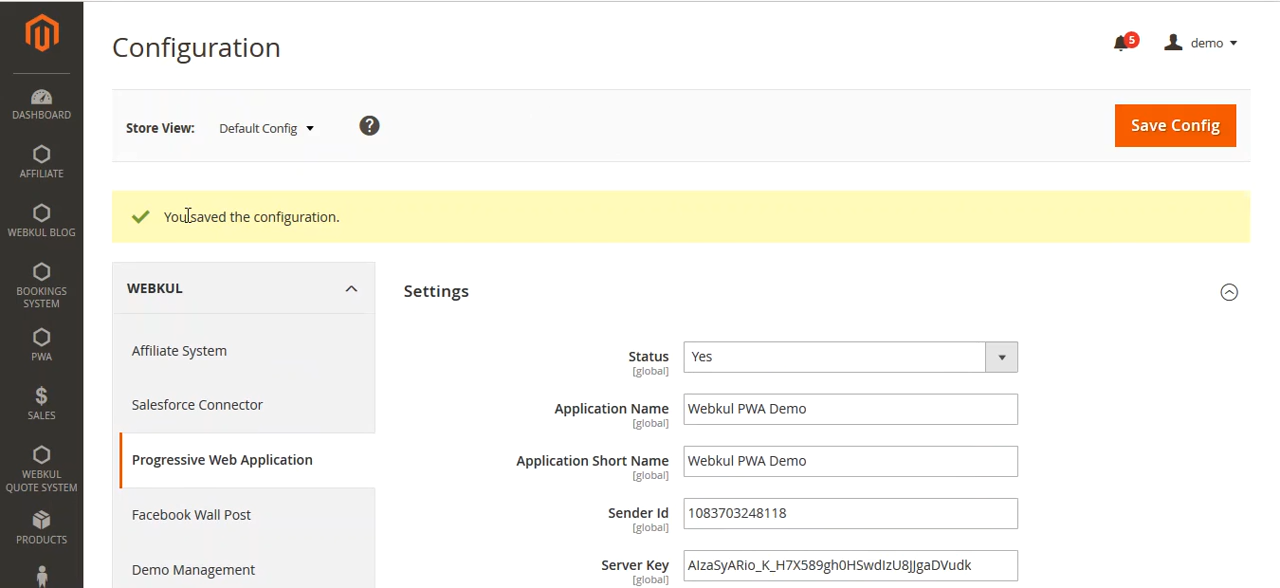 Configuration
5
demo
DASHBOARD
AFFILIATE
WEBKUL BLOG
BOOKINGS
SYSTEM
PWA
$
SALES
WEBKUL
QUOTE SYSTEM
PRODUCTS
Store View: Default Config ?
Save Config
You saved the configuration.
WEBKUL
Affiliate System
Salesforce Connector
Progressive Web Application
Facebook Wall Post
Demo Management
Settings
Status Yes
[global]
Application Name Webkul PWA Demo
[global]
Application Short Name Webkul PWA Demo
[global]
Sender Id 1083703248118
[global]
Server Key AIzaSyARio_K_H7X589gh0HSwdIzU8JJgaDVudk
[global]